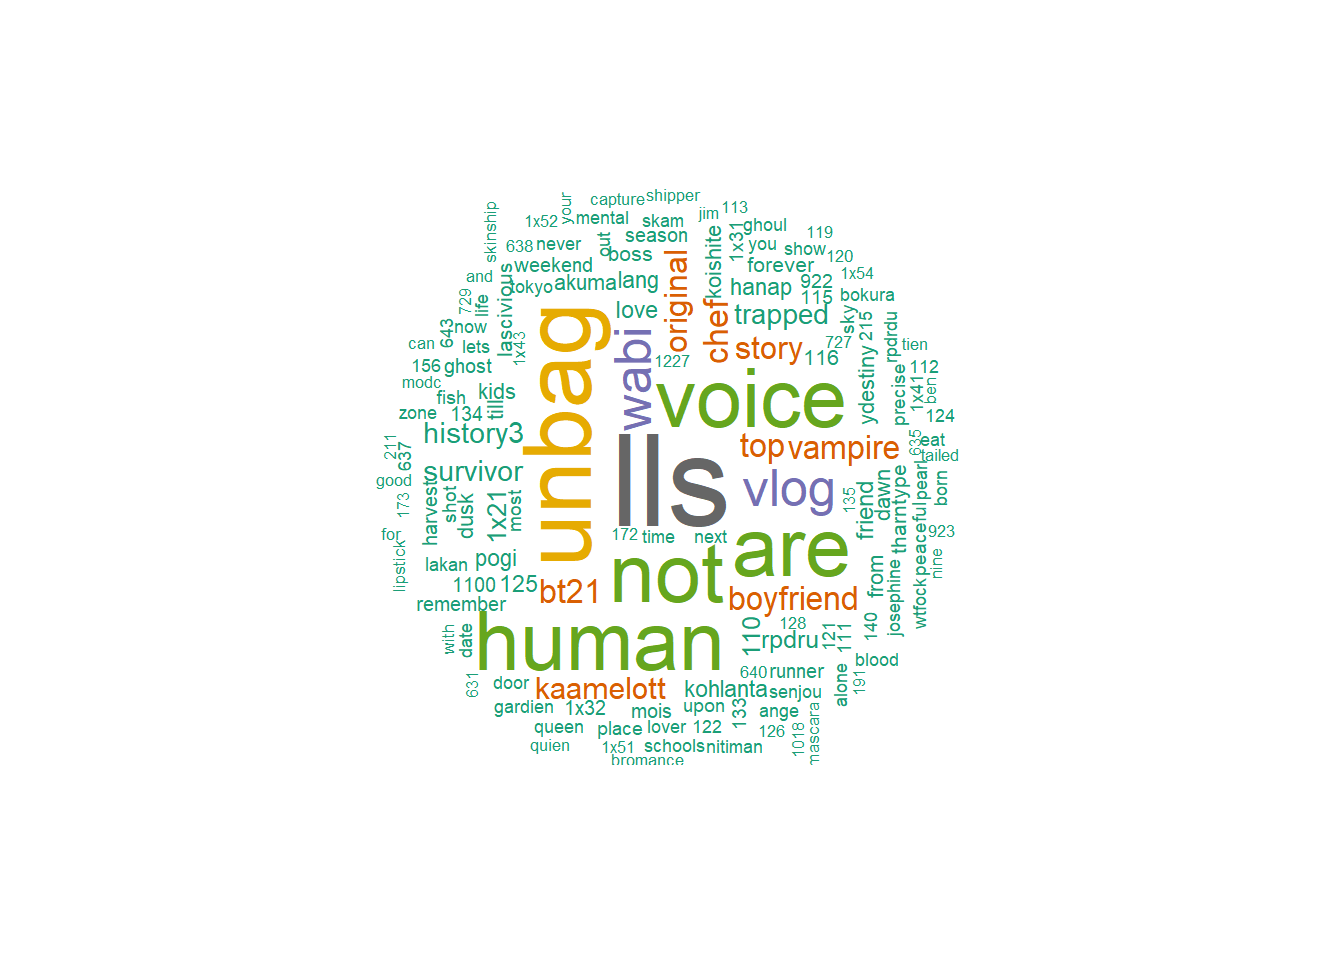 capture
shipper
skinship
your
1x52
mental
skam
jim
113
ghoul
119
638
never
out
season
1x31
you
show
120
and
weekend
boss
original
koishite
forever
1x54
729
life
lascivious
tokyo
akuma
lang
hanap
922
115
bokura
643
now
1x43
unbag
love
wabi
chef
trapped
sky
215
rpdrdu
can
lets
story
727
tien
156
ghost
1227
116
ydestiny
precise
112
modc
kids
voice
1x41
ben
fish
till
zone
134
124
history3
lls
top
vampire
635
eat
211
637
tailed
good
survivor
vlog
pearl
born
173
harvest
shot
dusk
1x21
most
135
friend
dawn
tharntype
peaceful
for
172
time
next
are
923
lipstick
lakan
pogi
not
from
josephine
wtfock
nine
1100
125
bt21
boyfriend
remember
with
date
human
110
128
rpdru
121
111
140
631
door
kaamelott
kohlanta
640
runner
senjou
alone
191
blood
gardien
1x32
mois
upon
133
ange
queen
place
lover
122
126
1018
mascara
quien
1x51
schools
nitiman
bromance